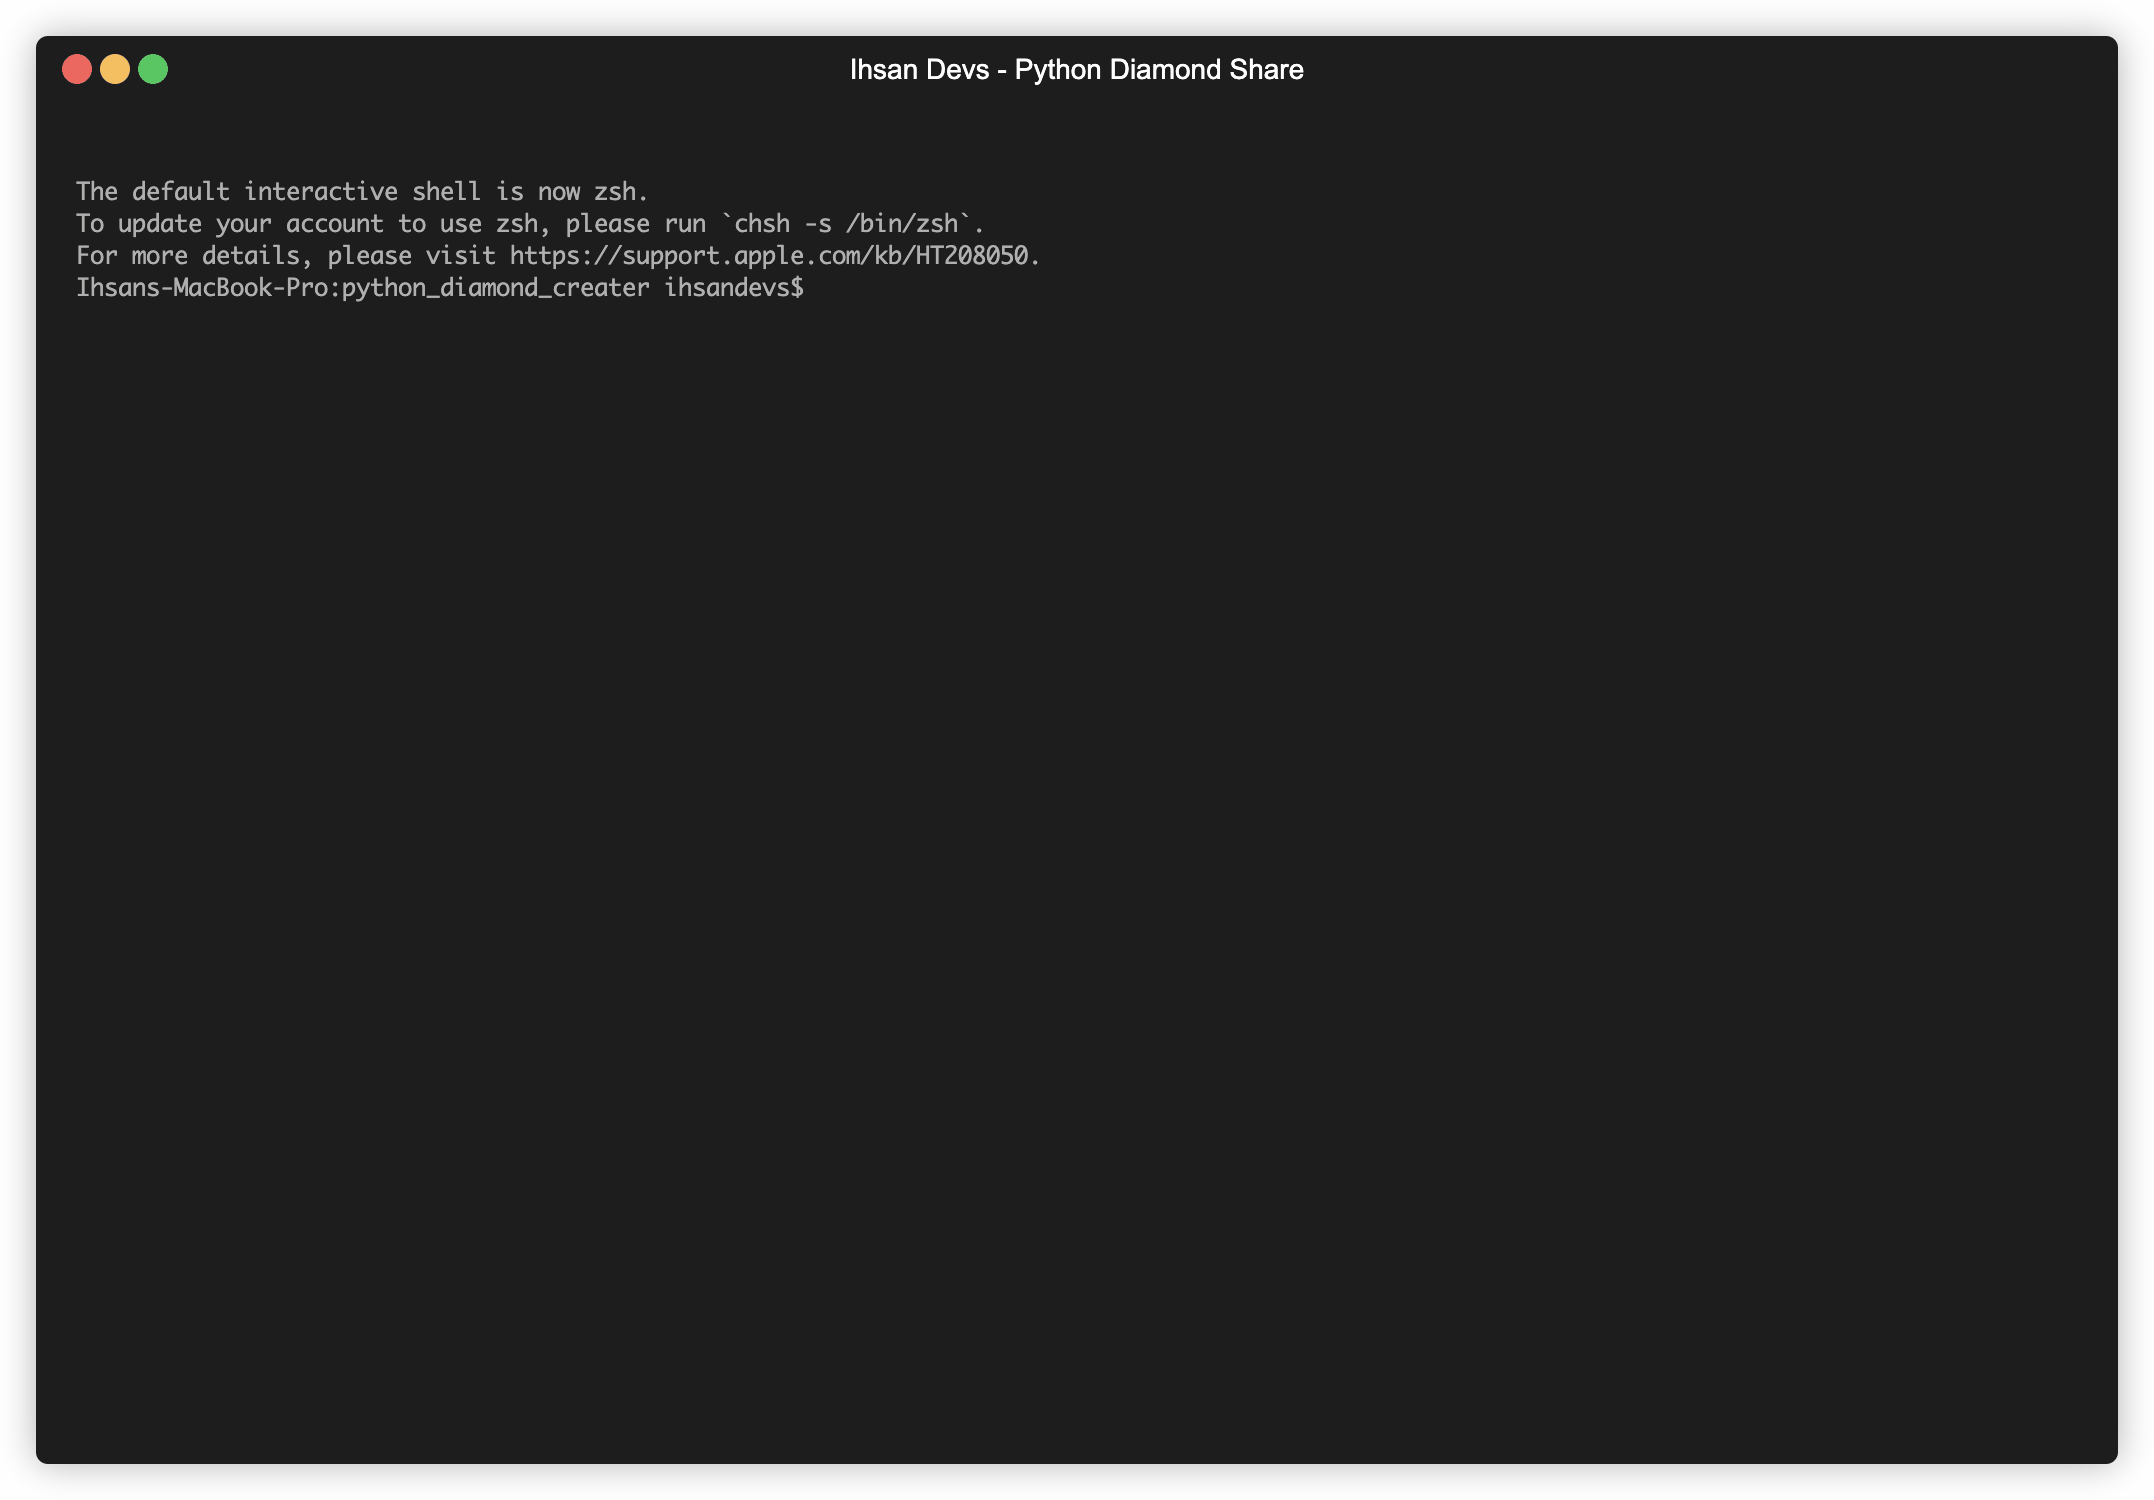 Ihsan Devs - Python Diamond Share
The default interactive shell is now zsh.
To update your account to use zsh, please run `chsh -s /bin/zsh`.
For more details, please visit https://support.apple.com/kb/HT208050.
Ihsans-MacBook-Pro:python_diamond_creater ihsandevs$